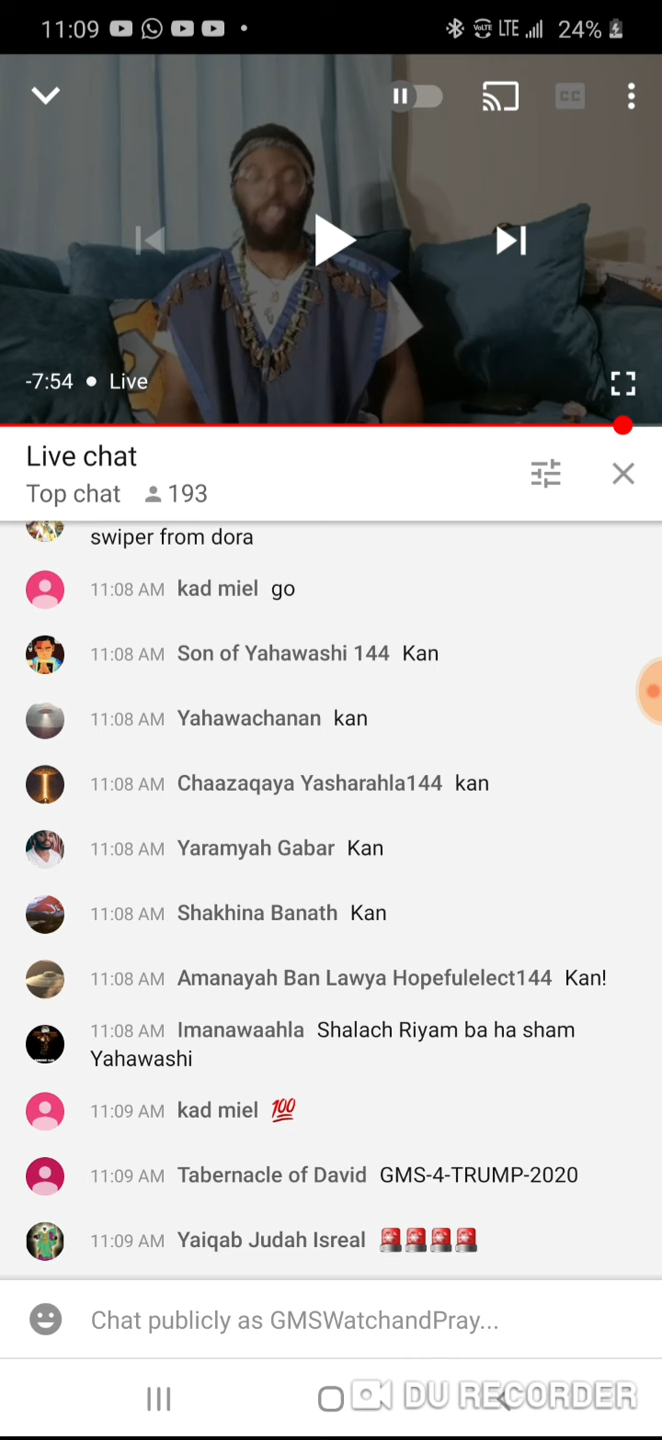 11:09
VoLTE LTE 24%
CC
-7:54 • Live
Live chat
Top chat 193
swiper from dora
11:08 AM kad miel go
11:08 AM Son of Yahawashi 144 Kan
11:08 AM Yahawachanan kan
11:08 AM Chaazaqaya Yasharahla144 kan
11:08 AM Yaramyah Gabar Kan
11:08 AM Shakhina Banath Kan
11:08 AM Amanayah Ban Lawya Hopefulelect144 Kan!
11:08 AM Imanawaahla Shalach Riyam ba ha sham
Yahawashi
11:09 AM kad miel 💯
11:09 AM Tabernacle of David GMS-4-TRUMP-2020
11:09 AM Yaiqab Judah Isreal 🚨🚨🚨🚨
Chat publicly as GMSWatchandPray...
DU RECORDER